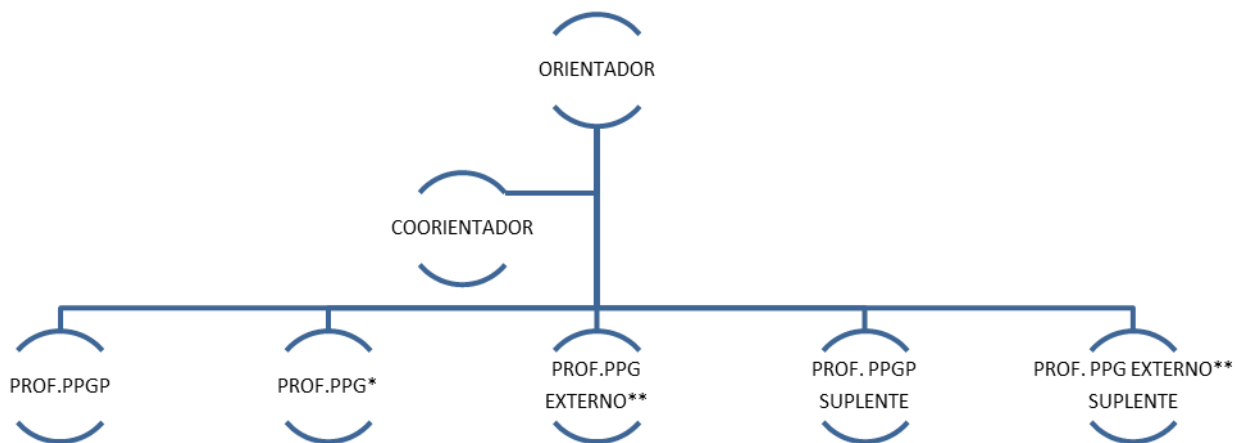 ORIENTADOR
COORIENTADOR
PROF.PPGP
PROF.PPG*
PROF.PPG
EXTERNO**
PROF. PPGP
SUPLENTE
PROF. PPG EXTERNO**
SUPLENTE